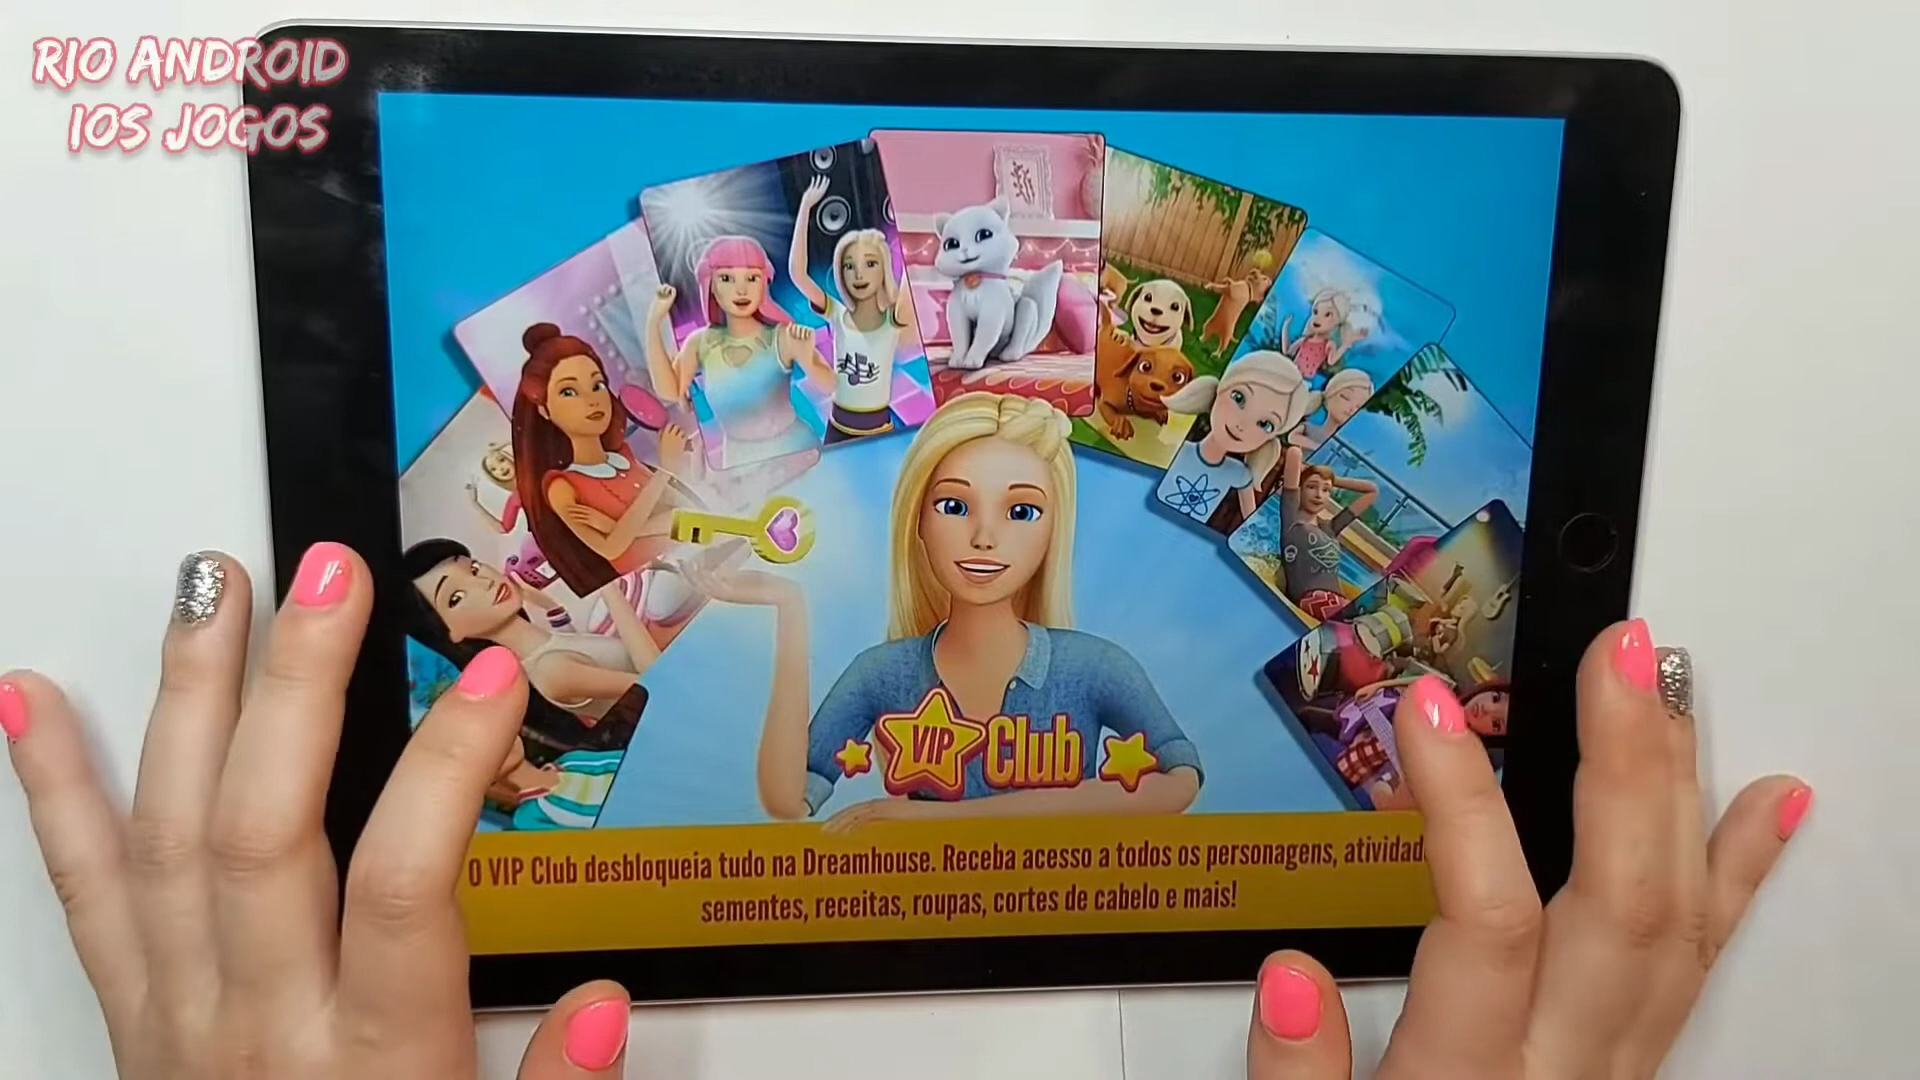 RIO ANDROID
IOS JOGOS
VIP Club
O VIP Club desbloqueia tudo na Dreamhouse. Receba acesso a todos os personagens,
sementes, receitas, roupas, cortes de cabelo e mais!